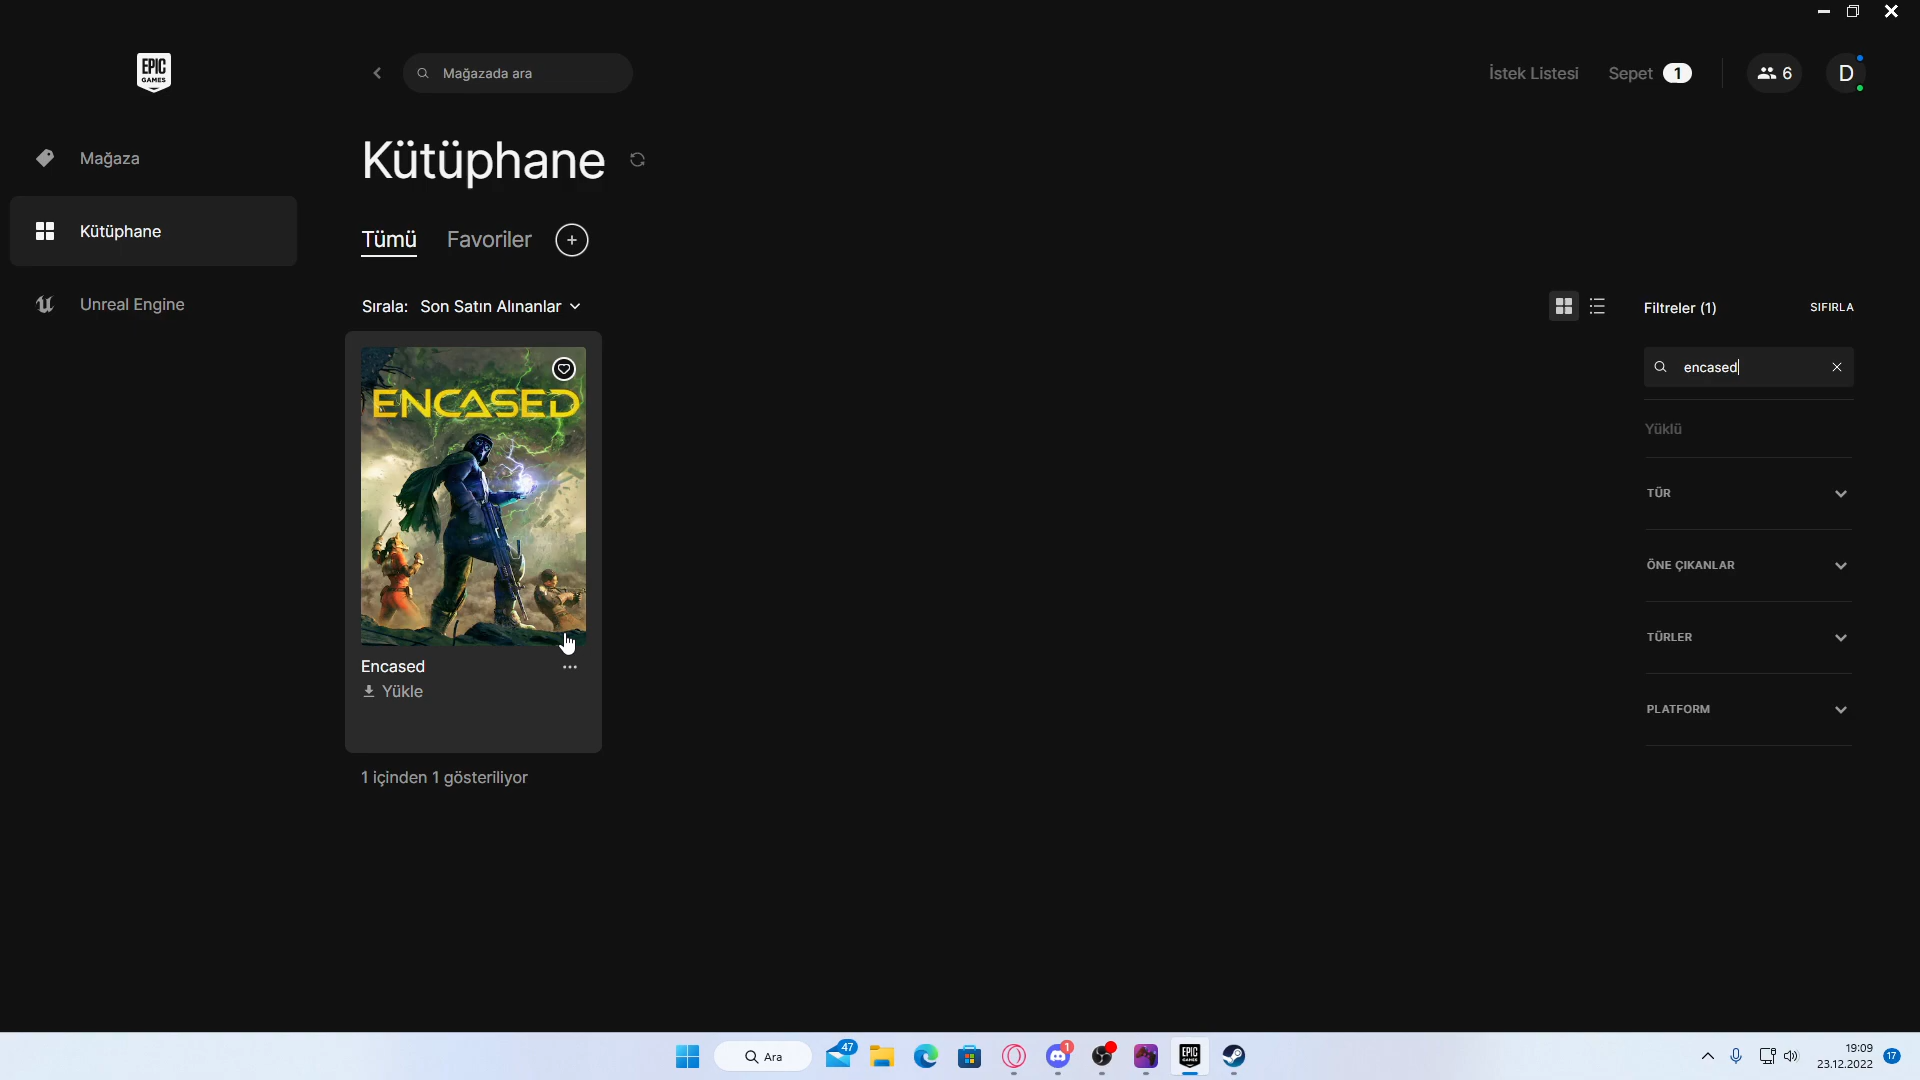 EPIC
GAMES
Mağazada ara
İstek Listesi
Sepet 1
6
D
Mağaza
Kütüphane
Unreal Engine
Kütüphane
Tümü Favoriler +
Sırala: Son Satın Alınanlar
Filtreler (1) SIFIRLA
encased
Yüklü
TÜR
ÖNE ÇIKANLAR
TÜRLER
PLATFORM
ENCASED
Encased
Yükle
1 içinden 1 gösteriliyor
Ara
47
1
EPIC
GAMES
19:09
23.12.2022
17